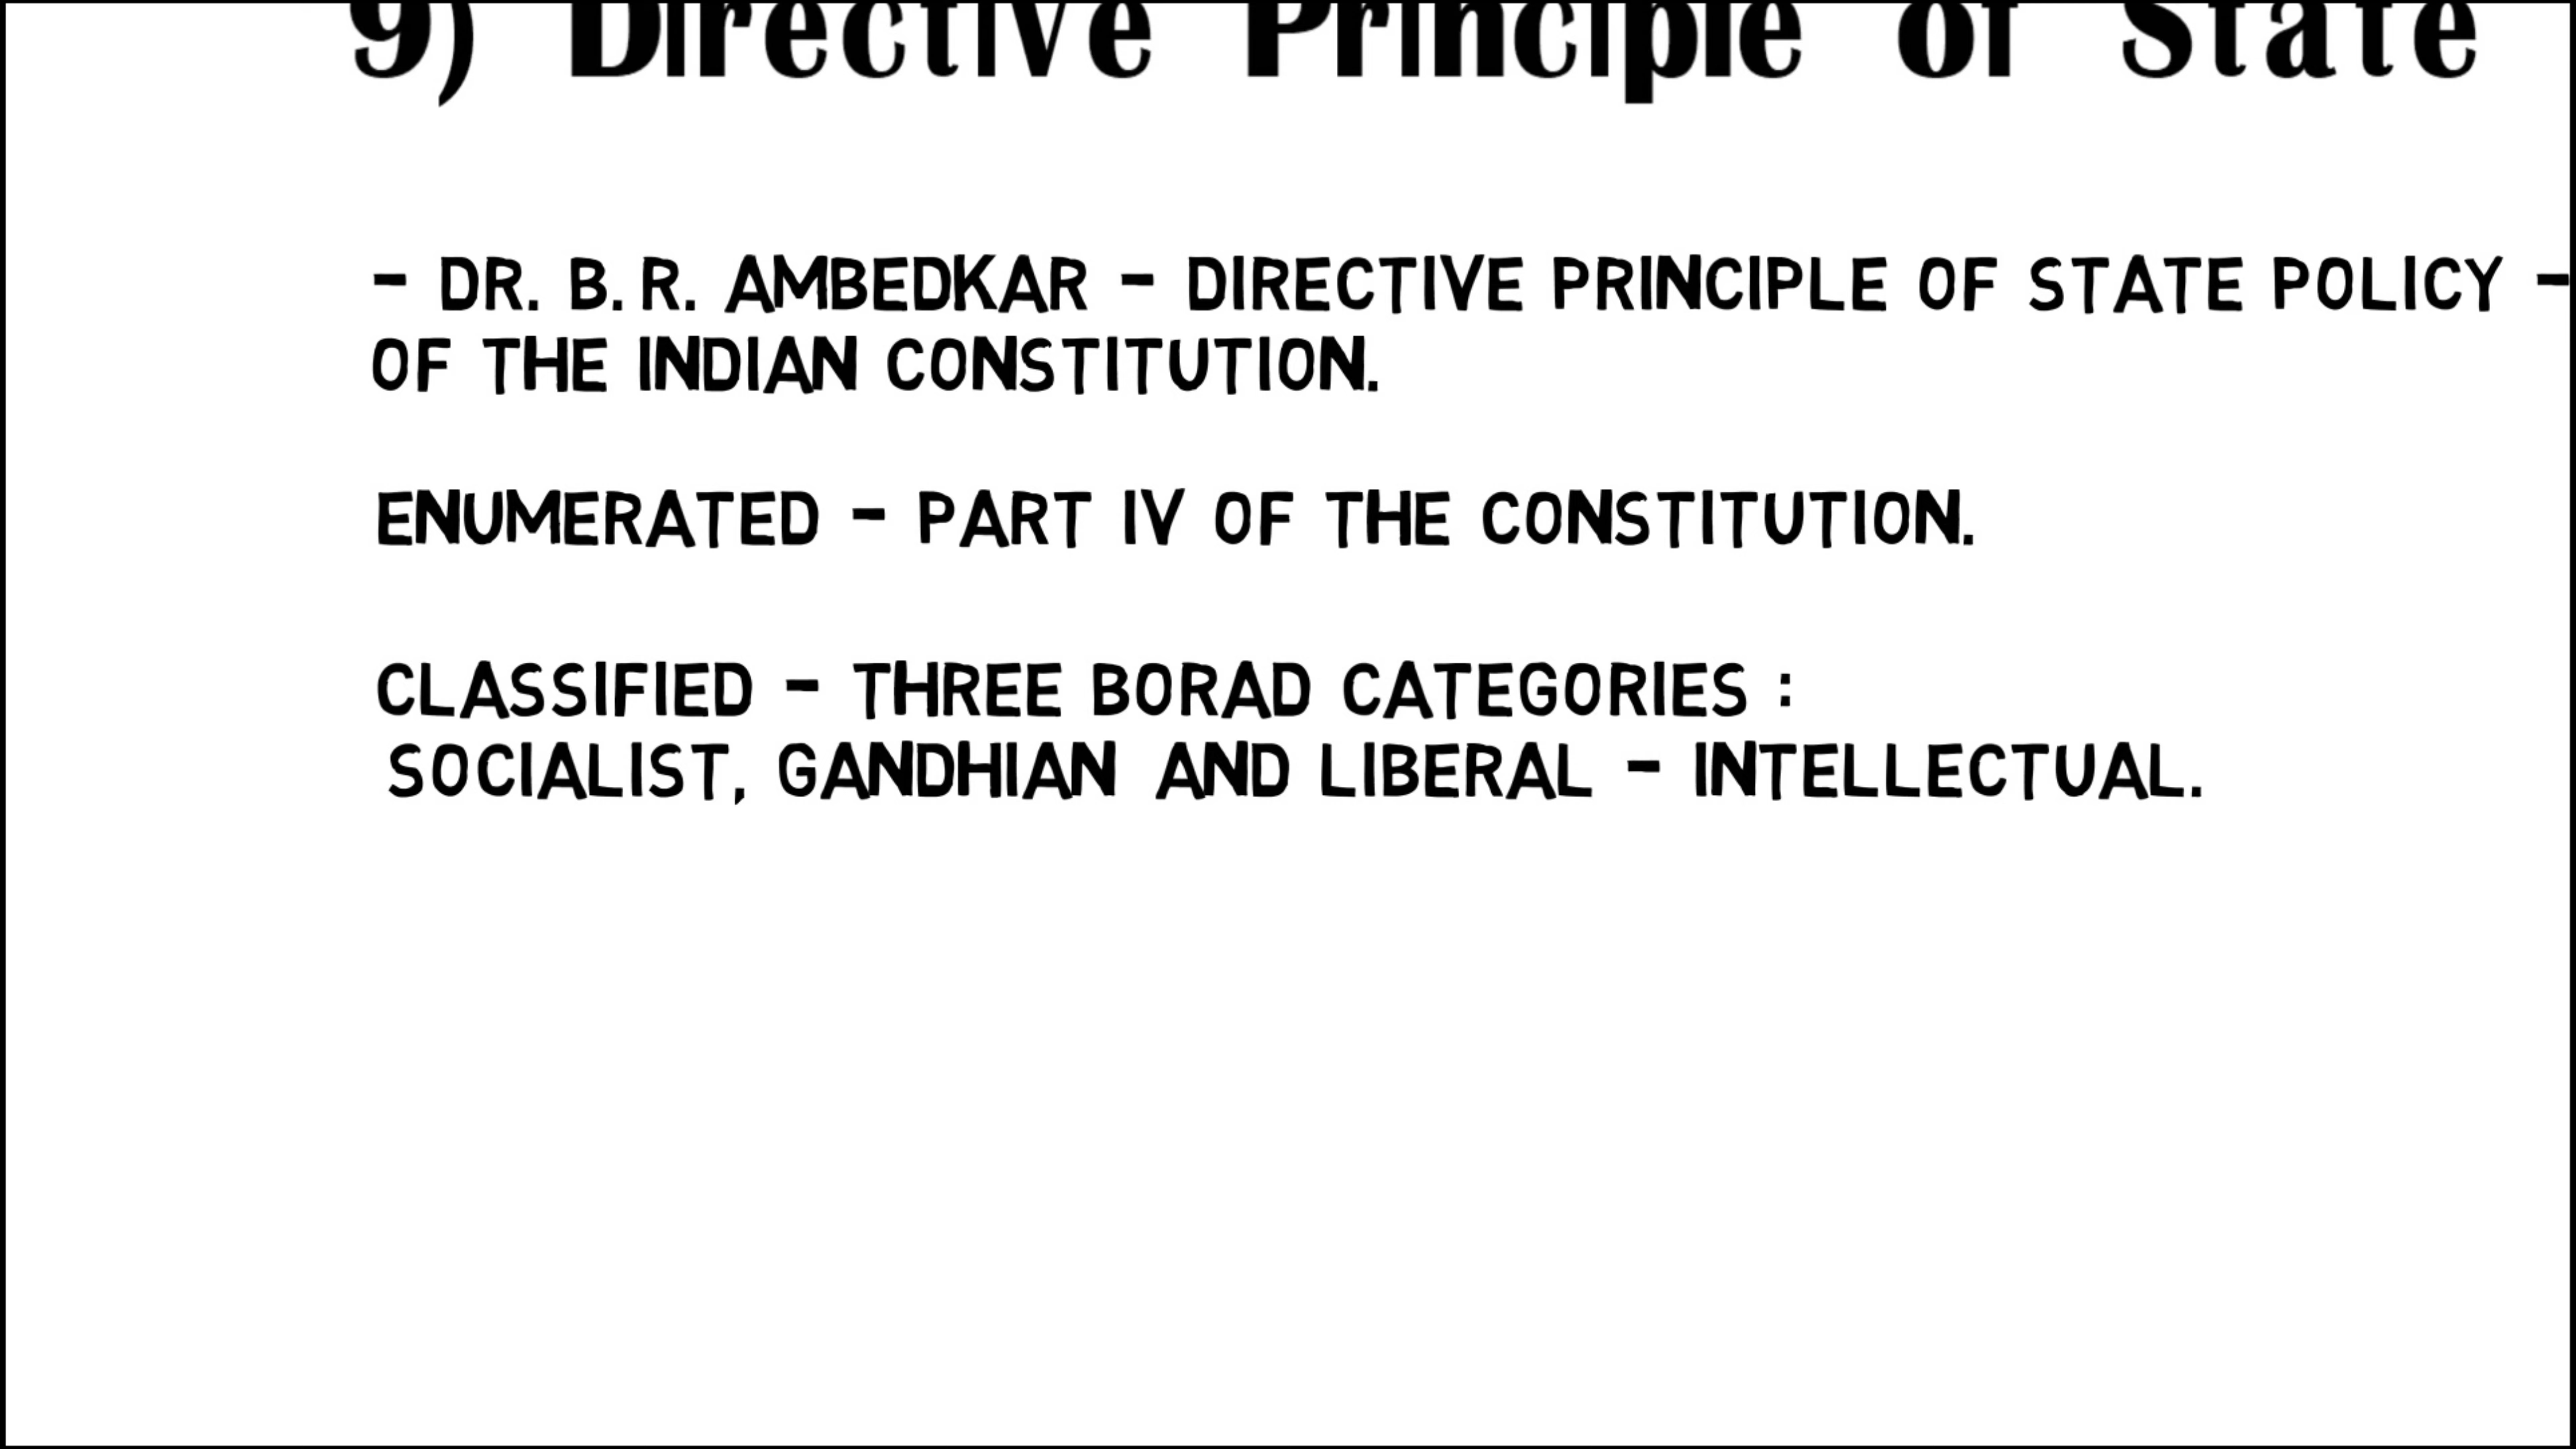 9) Directive Principle of State
- DR. B. R. AMBEDKAR - DIRECTIVE PRINCIPLE OF STATE POLICY -
OF THE INDIAN CONSTITUTION.
ENUMERATED - PART IV OF THE CONSTITUTION.
CLASSIFIED - THREE BORAD CATEGORIES :
SOCIALIST, GANDHIAN AND LIBERAL - INTELLECTUAL.